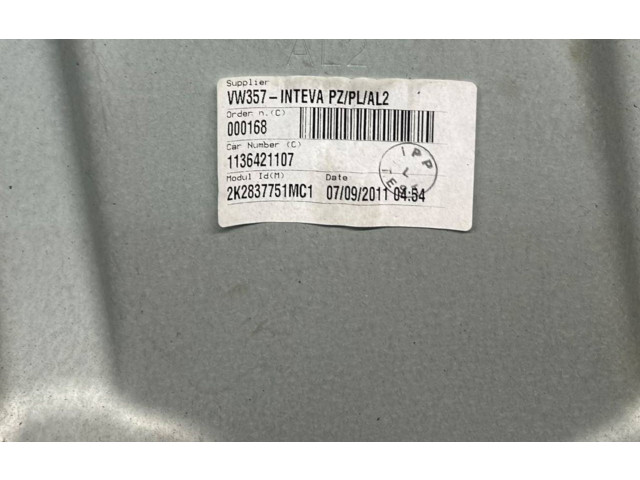 AL2
Supplier
VW357-INTEVA PZ/PL/AL2
Order n.(C)
000168
Car Number (C)
1136421107
Modul Id(M) Date
2K2837751MC1 07/09/2011 04:54
IPP